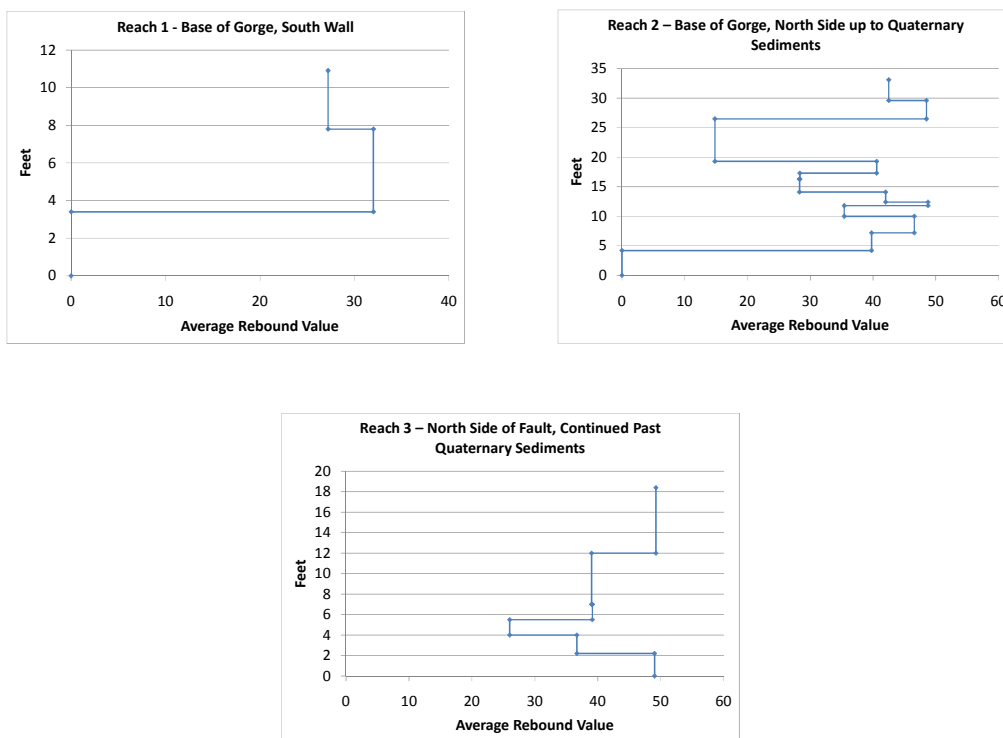 Reach 1 - Base of Gorge, South Wall
12
10
8
6
4
2
0
Feet
0 10 20 30 40
Average Rebound Value
Reach 2 – Base of Gorge, North Side up to Quaternary
Sediments
35
30
25
20
15
10
5
0
Feet
0 10 20 30 40 50 60
Average Rebound Value
Reach 3 – North Side of Fault, Continued Past
Quaternary Sediments
20
18
16
14
12
10
8
6
4
2
0
Feet
0 10 20 30 40 50 60
Average Rebound Value